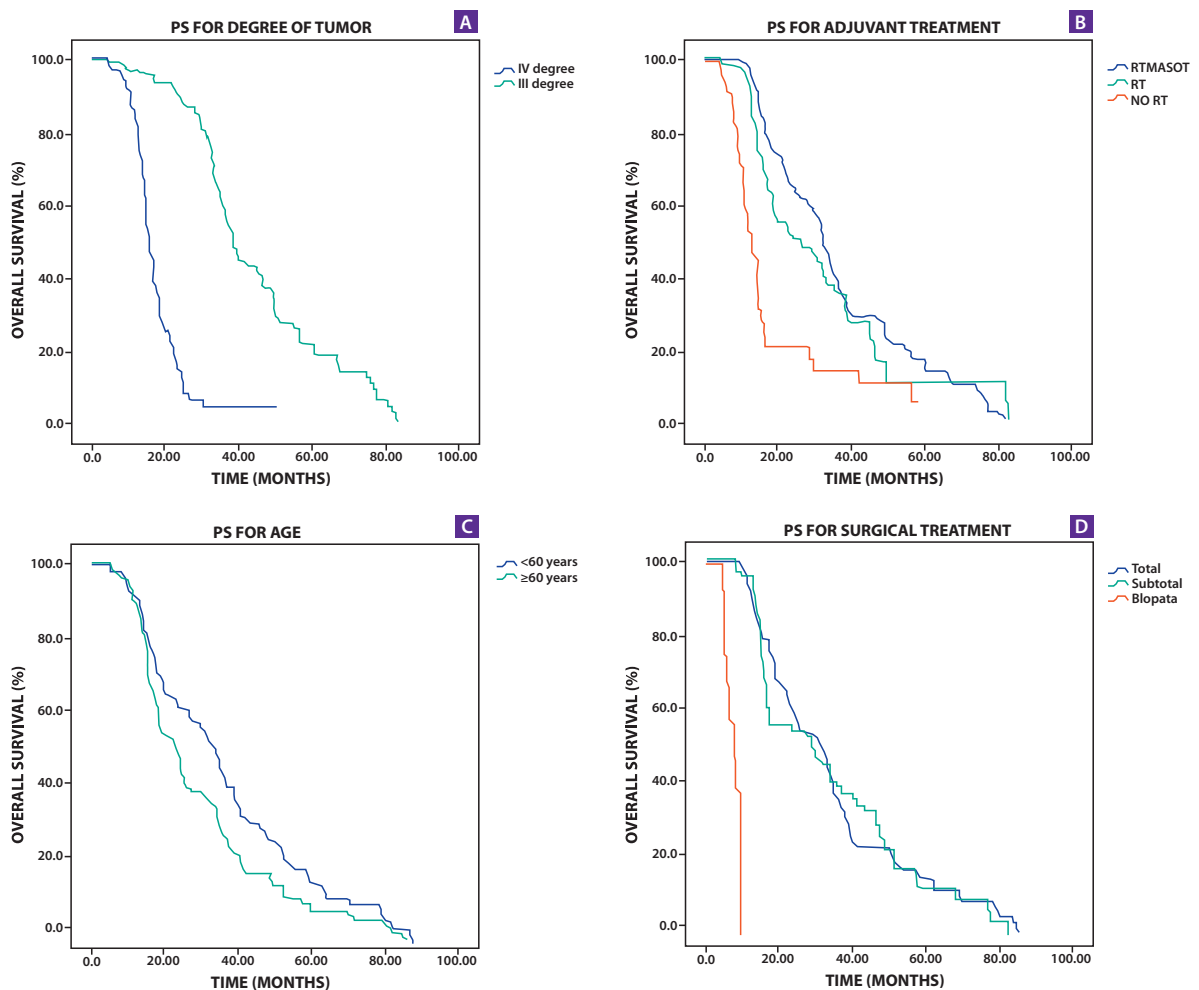 PS FOR DEGREE OF TUMOR
A
100.0
80.0
60.0
40.0
20.0
0.0
OVERALL SURVIVAL (%)
0.0 20.00 40.00 60.00 80.00 100.00
TIME (MONTHS)
IV degree
III degree
PS FOR ADJUVANT TREATMENT
B
100.0
80.0
60.0
40.0
20.0
0.0
OVERALL SURVIVAL (%)
0.0 20.00 40.00 60.00 80.00 100.00
TIME (MONTHS)
RTMASOT
RT
NO RT
PS FOR AGE
C
100.0
80.0
60.0
40.0
20.0
0.0
OVERALL SURVIVAL (%)
0.0 20.00 40.00 60.00 80.00 100.00
TIME (MONTHS)
<60 years
≥60 years
PS FOR SURGICAL TREATMENT
D
100.0
80.0
60.0
40.0
20.0
0.0
OVERALL SURVIVAL (%)
0.0 20.00 40.00 60.00 80.00 100.00
TIME (MONTHS)
Total
Subtotal
Blopata